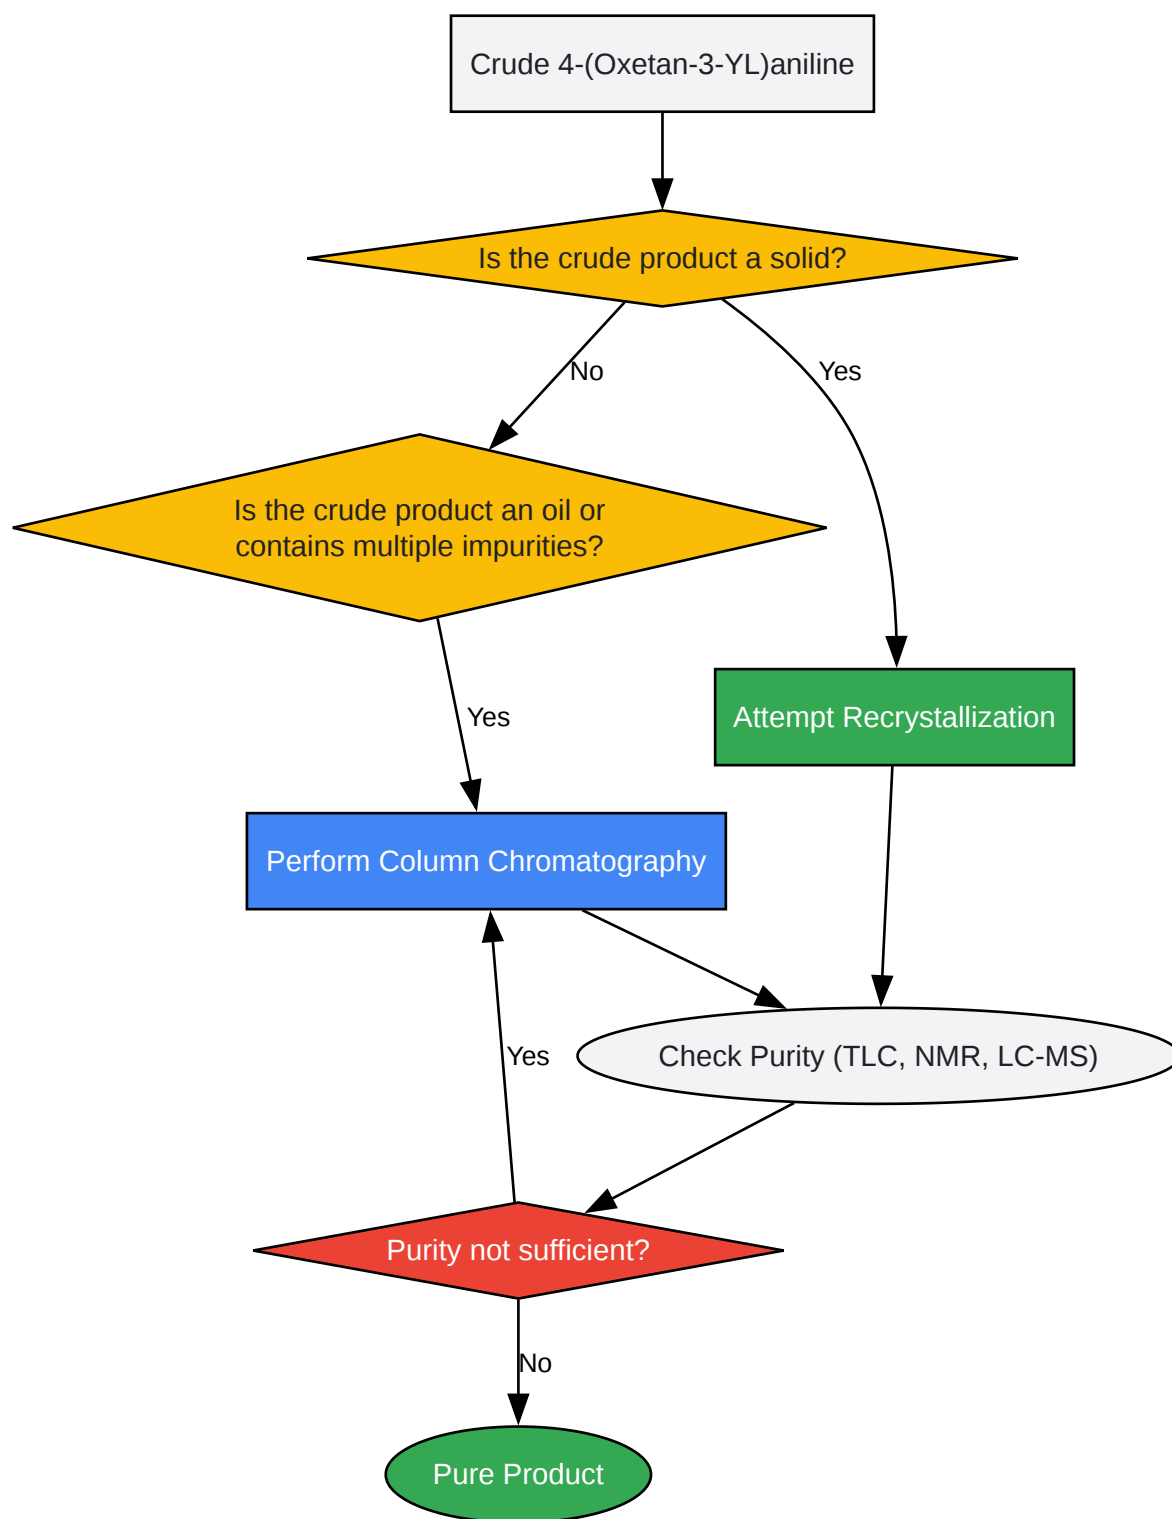 Crude 4-(Oxetan-3-YL)aniline
Is the crude product a solid?
No
Yes
Is the crude product an oil or
contains multiple impurities?
Yes
Attempt Recrystallization
Perform Column Chromatography
Yes
Check Purity (TLC, NMR, LC-MS)
Purity not sufficient?
No
Pure Product